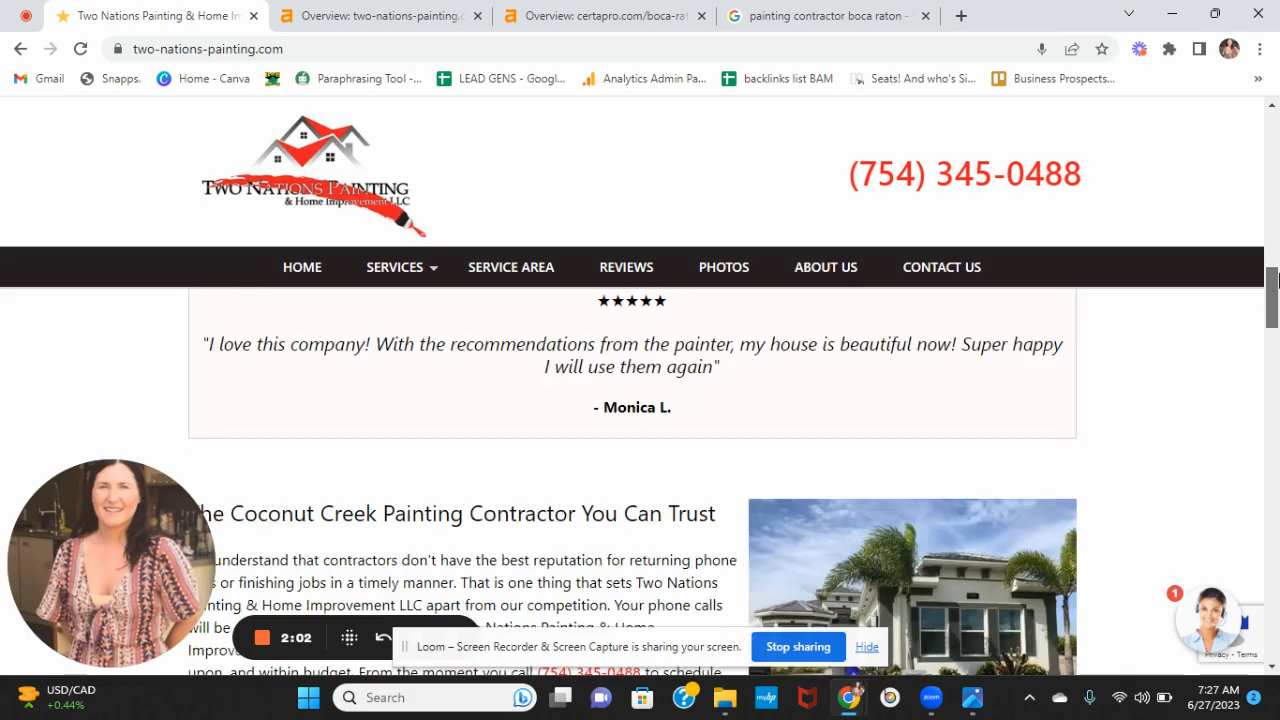 Two Nations Painting & Home Im
Overview: two-nations-painting.c
Overview: certapro.com/boca-rat
painting contractor boca raton -
two-nations-painting.com
Gmail
Snapps.
Home - Canva
Paraphrasing Tool -...
LEAD GENS - Googl...
Analytics Admin Pa...
backlinks list BAM
Seats! And who's Si...
Business Prospects...
»
TWO NATIONS PAINTING
& Home Improvement LLC
(754) 345-0488
HOME
SERVICES
SERVICE AREA
REVIEWS
PHOTOS
ABOUT US
CONTACT US
★★★★★
"I love this company! With the recommendations from the painter, my house is beautiful now! Super happy
I will use them again"
- Monica L.
he Coconut Creek Painting Contractor You Can Trust
understand that contractors don't have the best reputation for returning phone
or finishing jobs in a timely manner. That is one thing that sets Two Nations
inting & Home Improvement LLC apart from our competition. Your phone calls
will be
Nations Painting & Home
Improv
upon, and within budget. From the moment you call (754) 345-0488 to schedule
2:02
Loom – Screen Recorder & Screen Capture is sharing your screen.
Stop sharing
Hide
1
Privacy - Terms
USD/CAD
+0.44%
Search
myhp
zoom
7:27 AM
6/27/2023
2